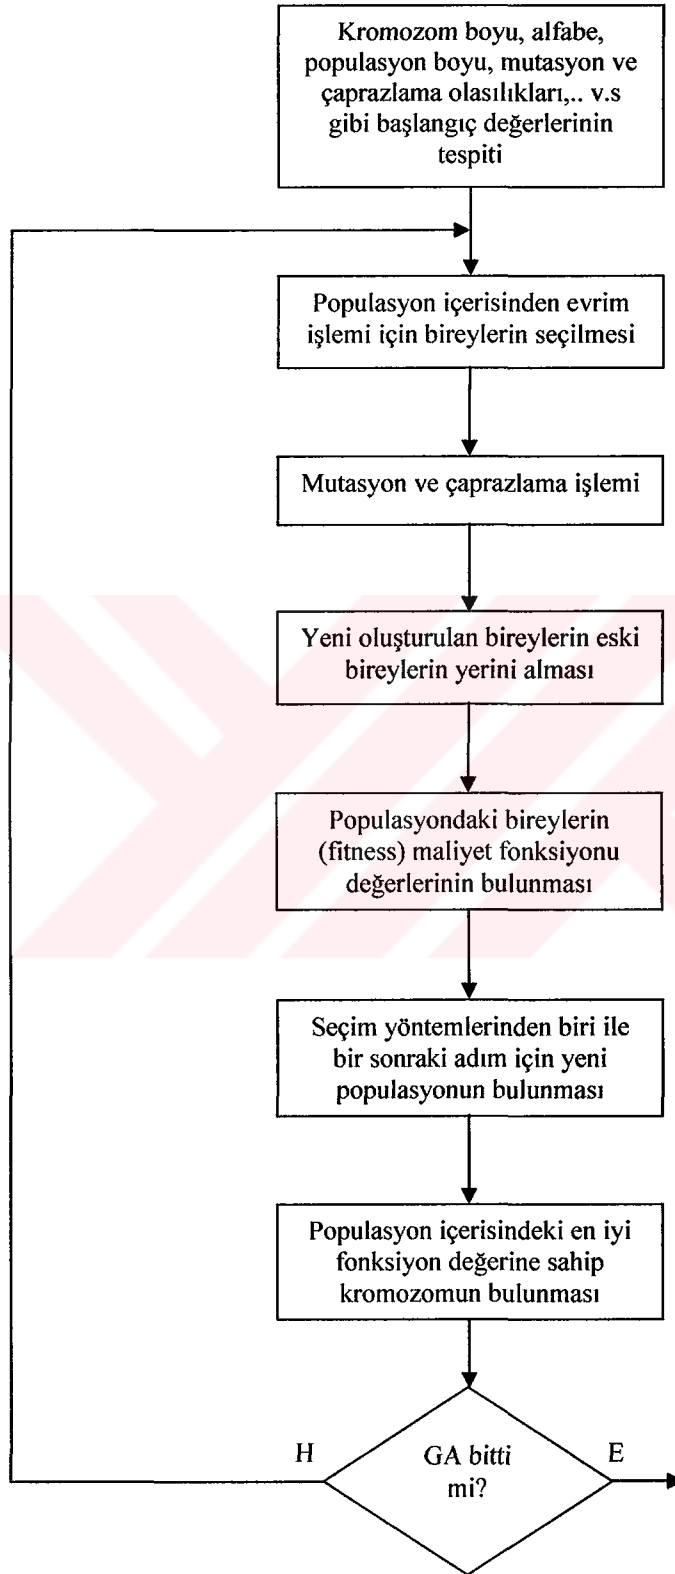 Kromozom boyu, alfabe,
populasyon boyu, mutasyon ve
çaprazlama olasılıkları,.. v.s
gibi başlangıç değerlerinin
tespiti
Populasyon içerisinden evrim
işlemi için bireylerin seçilmesi
Mutasyon ve çaprazlama işlemi
Yeni oluşturulan bireylerin eski
bireylerin yerini alması
Populasyondaki bireylerin
(fitness) maliyet fonksiyonu
değerlerinin bulunması
Seçim yöntemlerinden biri ile
bir sonraki adım için yeni
populasyonun bulunması
Populasyon içerisindeki en iyi
fonksiyon değerine sahip
kromozomun bulunması
H
GA bitti
mi?
E